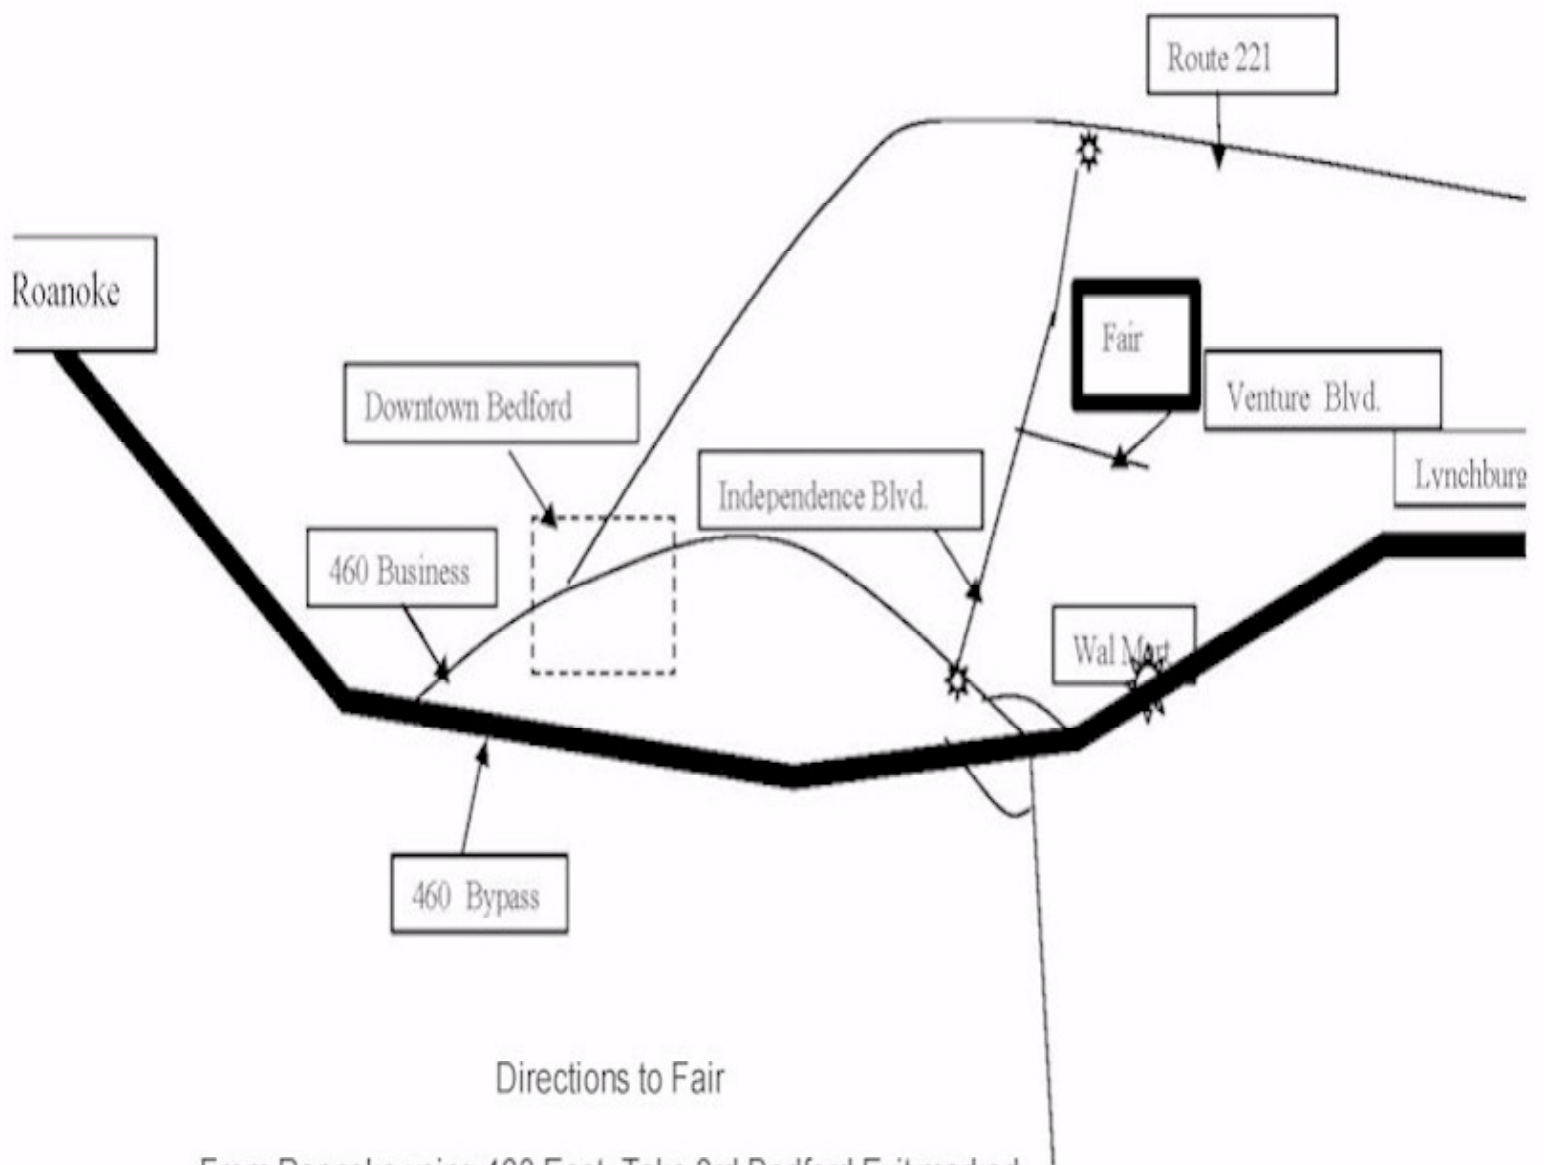 Route 221
Roanoke
Fair
Downtown Bedford
Venture Blvd.
Lynchburg
Independence Blvd.
460 Business
Wal Mart
460 Bypass
Directions to Fair